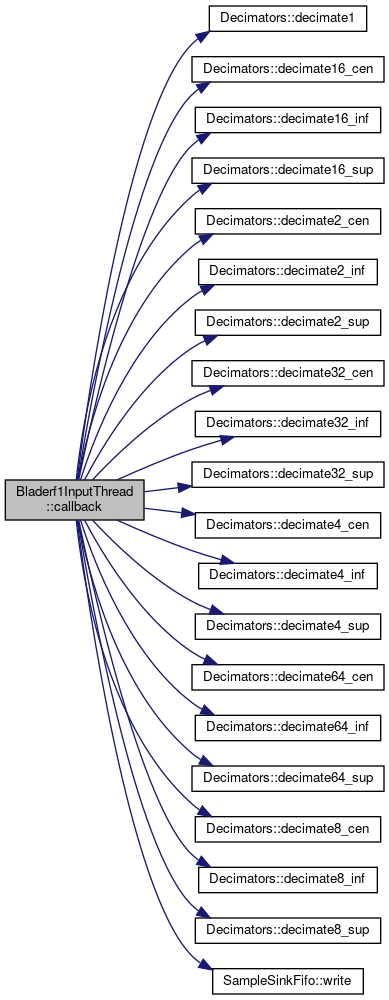 Decimators::decimate1
Decimators::decimate16_cen
Decimators::decimate16_inf
Decimators::decimate16_sup
Decimators::decimate2_cen
Decimators::decimate2_inf
Decimators::decimate2_sup
Decimators::decimate32_cen
Decimators::decimate32_inf
Decimators::decimate32_sup
Bladerf1InputThread
::callback
Decimators::decimate4_cen
Decimators::decimate4_inf
Decimators::decimate4_sup
Decimators::decimate64_cen
Decimators::decimate64_inf
Decimators::decimate64_sup
Decimators::decimate8_cen
Decimators::decimate8_inf
Decimators::decimate8_sup
SampleSinkFifo::write